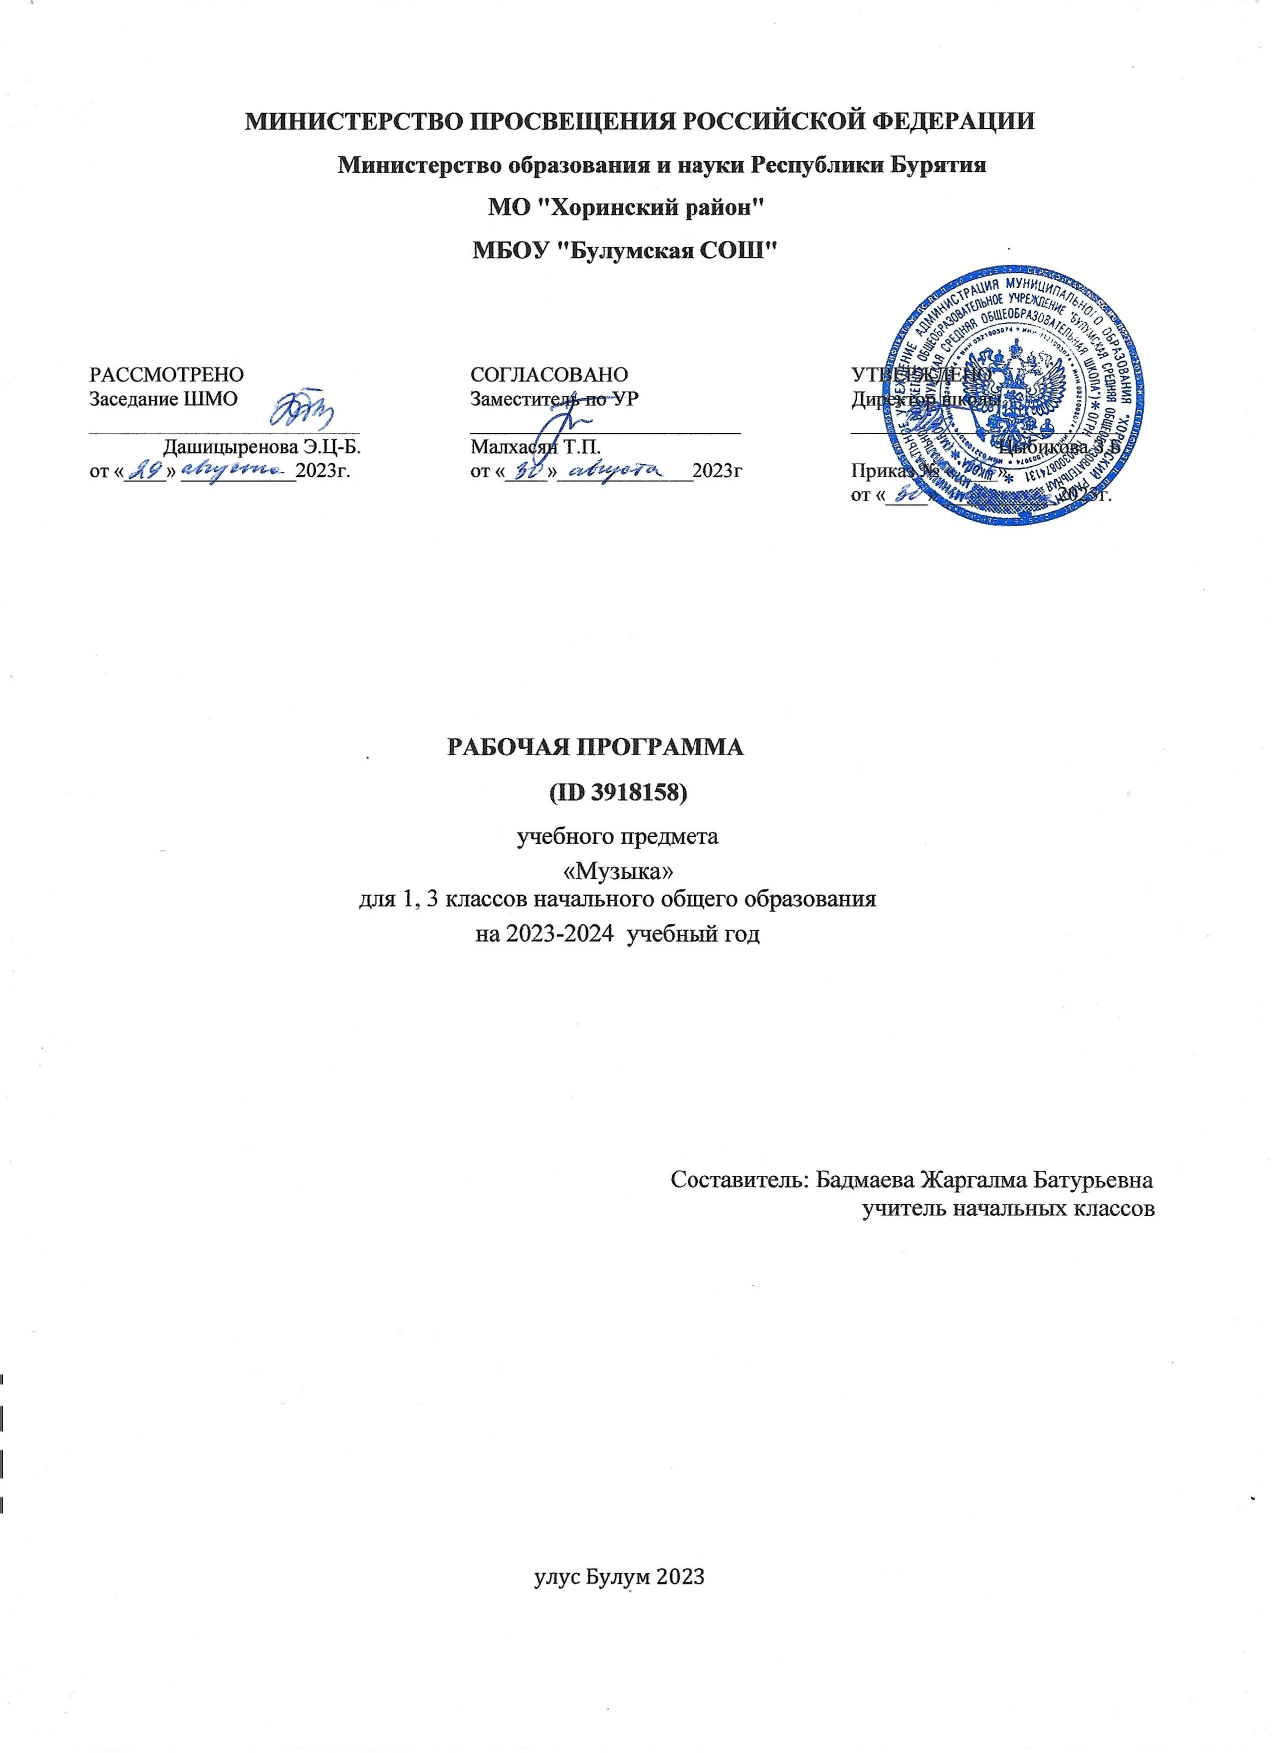 МИНИСТЕРСТВО ПРОСВЕЩЕНИЯ РОССИЙСКОЙ ФЕДЕРАЦИИ
Министерство образования и науки Республики Бурятия
МО "Хоринский район"
МБОУ "Булумская СОШ"
РАССМОТРЕНО
Заседание ШМО
Дашицыренова Э.Ц-Б.
от «29» августа 2023г.
СОГЛАСОВАНО
Заместитель по УР
Малхасян Т.П.
от «30» августа 2023г
УТВЕРЖДЕНО
Директор школы
Цыбикова
Приказ №
от «30» 2023г.
РАБОЧАЯ ПРОГРАММА
(ID 3918158)
учебного предмета
«Музыка»
для 1, 3 классов начального общего образования
на 2023-2024 учебный год
Составитель: Бадмаева Жаргалма Батурьевна
учитель начальных классов
улус Булум 2023